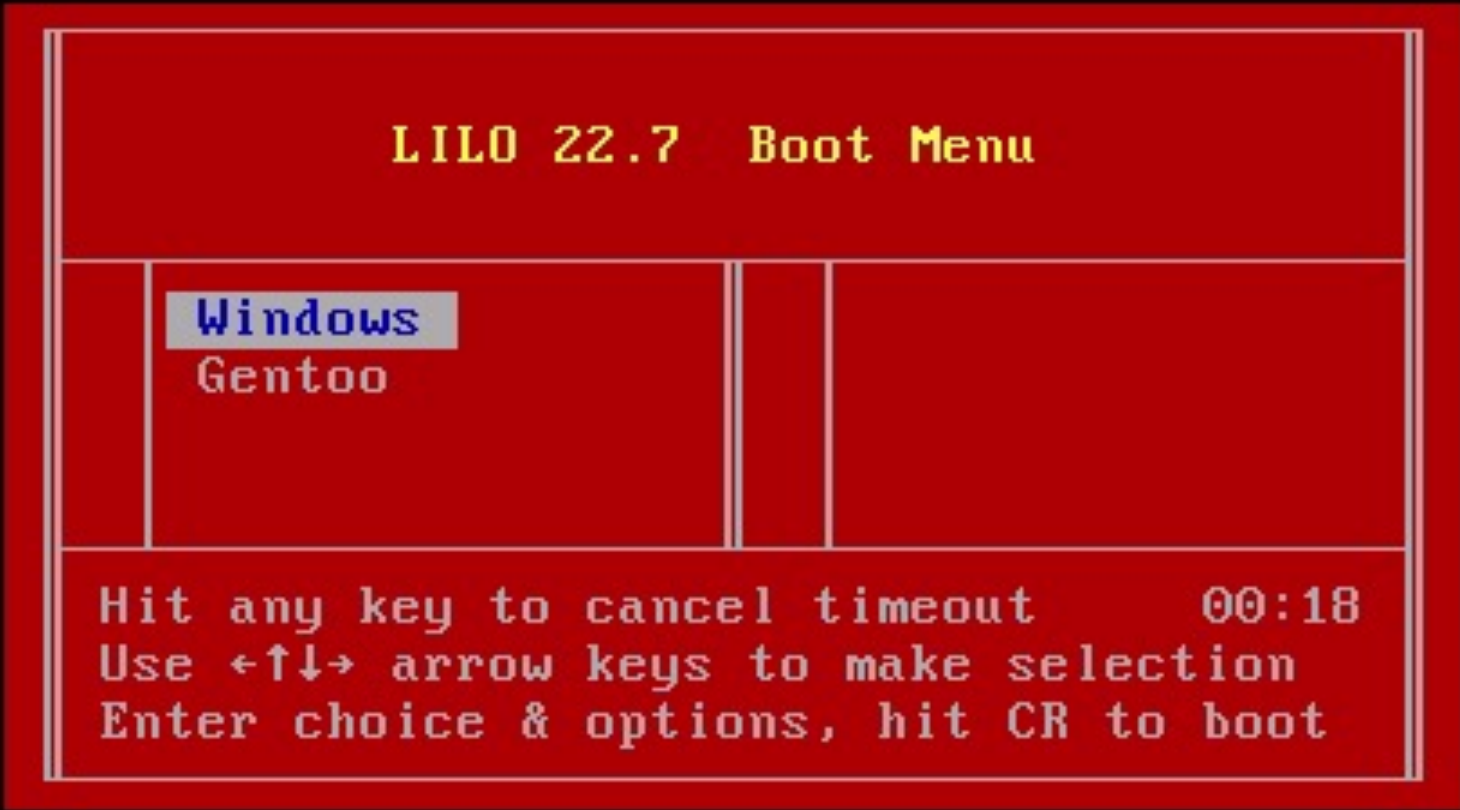 LILO 22.7  Boot Menu
Windows
Gentoo
Hit any key to cancel timeout     00:18
Use ←↑↓→ arrow keys to make selection
Enter choice & options, hit CR to boot